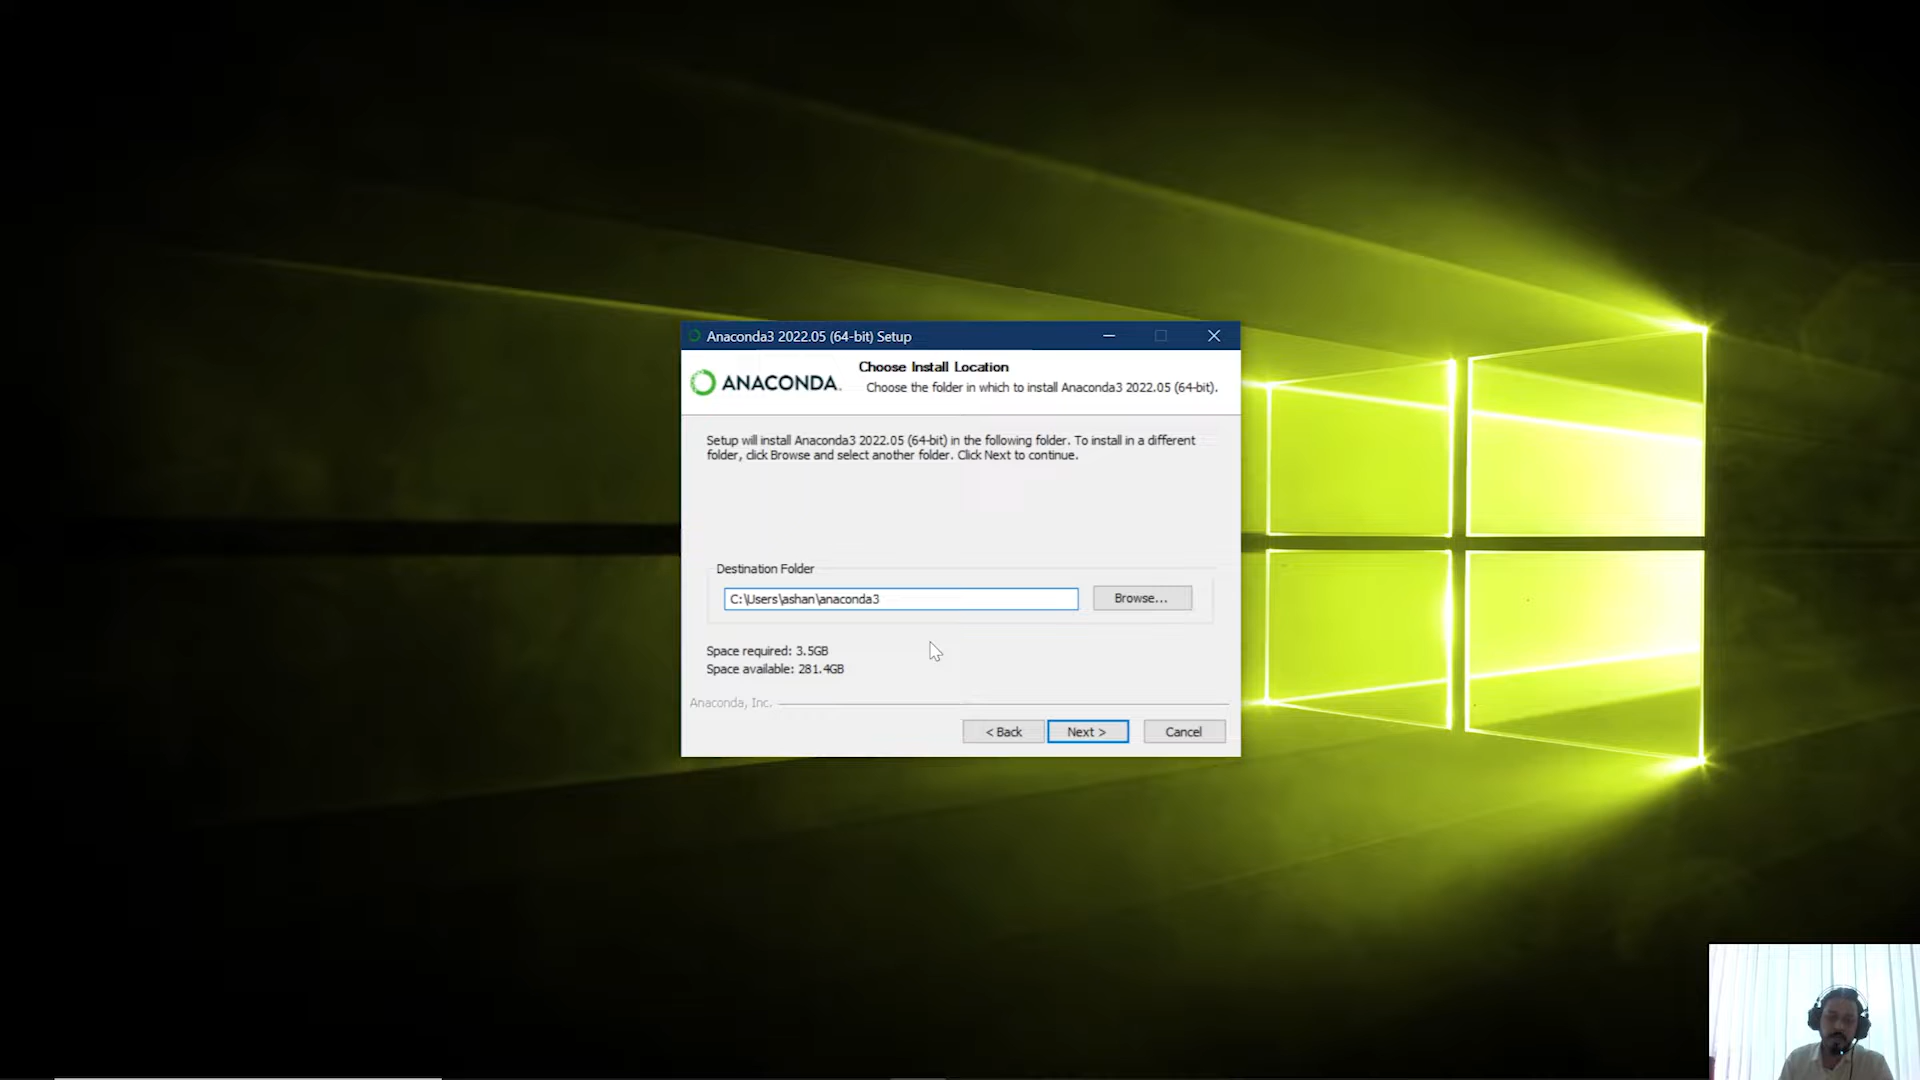 Anaconda3 2022.05 (64-bit) Setup
ANACONDA.
Choose Install Location
Choose the folder in which to install Anaconda3 2022.05 (64-bit).
Setup will install Anaconda3 2022.05 (64-bit) in the following folder. To install in a different
folder, click Browse and select another folder. Click Next to continue.
Destination Folder
C:\Users\ashan\anaconda3
Browse...
Space required: 3.5GB
Space available: 281.4GB
Anaconda, Inc.
< Back
Next >
Cancel